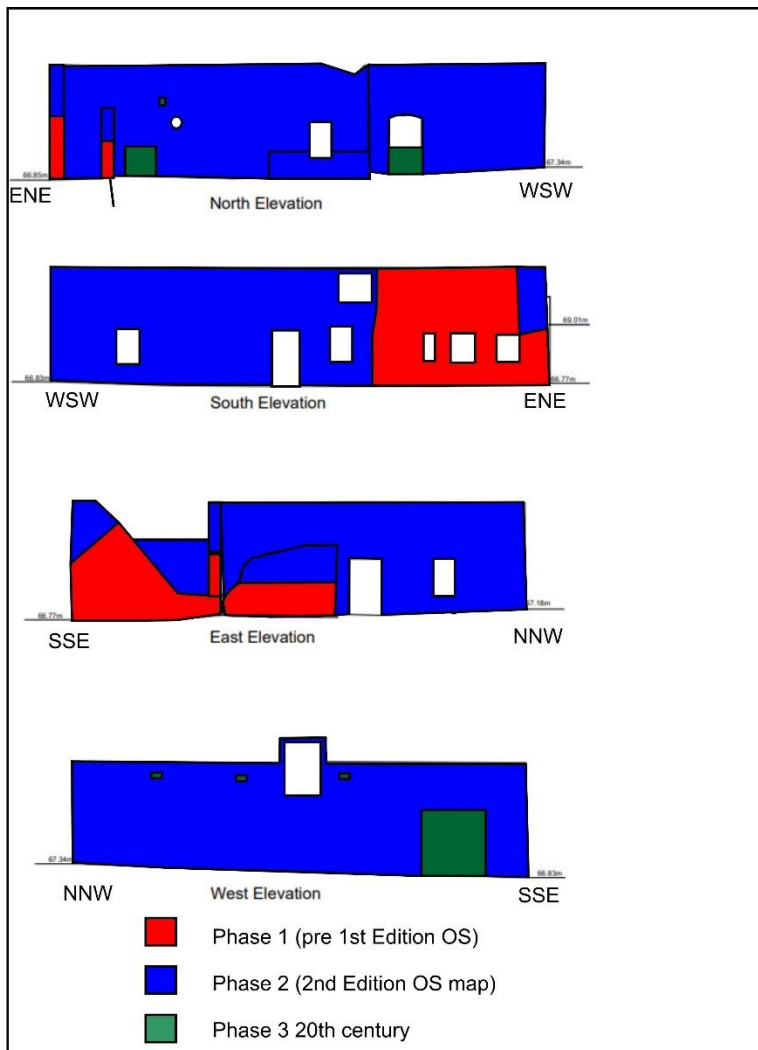 66.85m
67.34m
ENE
WSW
North Elevation
69.01m
66.83m
66.77m
WSW
South Elevation
ENE
66.77m
67.18m
SSE
East Elevation
NNW
67.34m
66.83m
NNW
West Elevation
SSE
Phase 1 (pre 1st Edition OS)
Phase 2 (2nd Edition OS map)
Phase 3 20th century